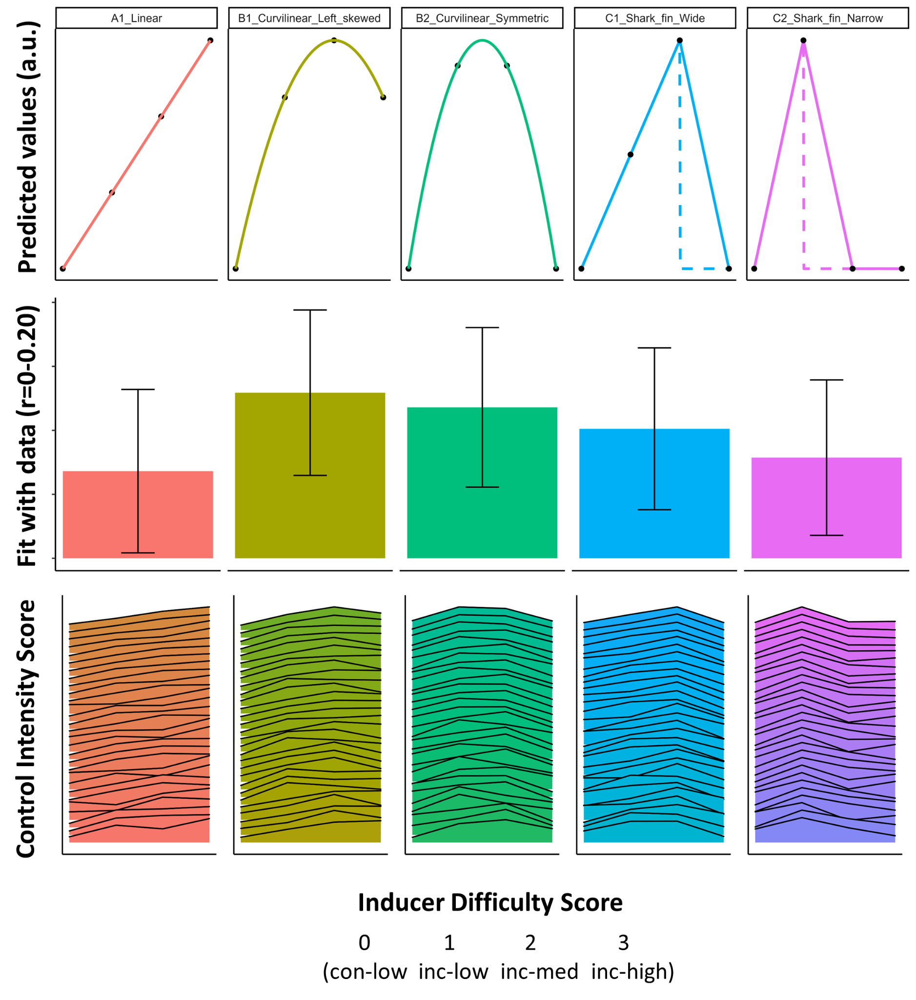 A1_Linear
B1_Curvilinear_Left_skewed
B2_Curvilinear_Symmetric
C1_Shark_fin_Wide
C2_Shark_fin_Narrow
Predicted values (a.u.)
Fit with data (r=0-0.20)
Control Intensity Score
Inducer Difficulty Score
0 1 2 3
(con-low inc-low inc-med inc-high)